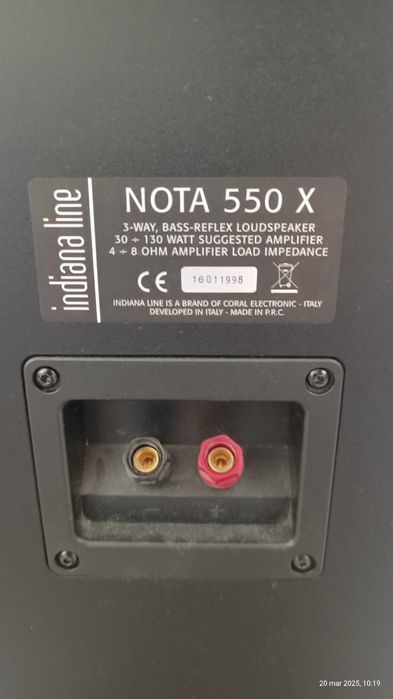 indiana line
NOTA 550 X
3-WAY, BASS-REFLEX LOUDSPEAKER
30 ÷ 130 WATT SUGGESTED AMPLIFIER
4 ÷ 8 OHM AMPLIFIER LOAD IMPEDANCE
CE 16011998
INDIANA LINE IS A BRAND OF CORAL ELECTRONIC - ITALY
DEVELOPED IN ITALY - MADE IN P.R.C.
20 mar 2025, 10:19